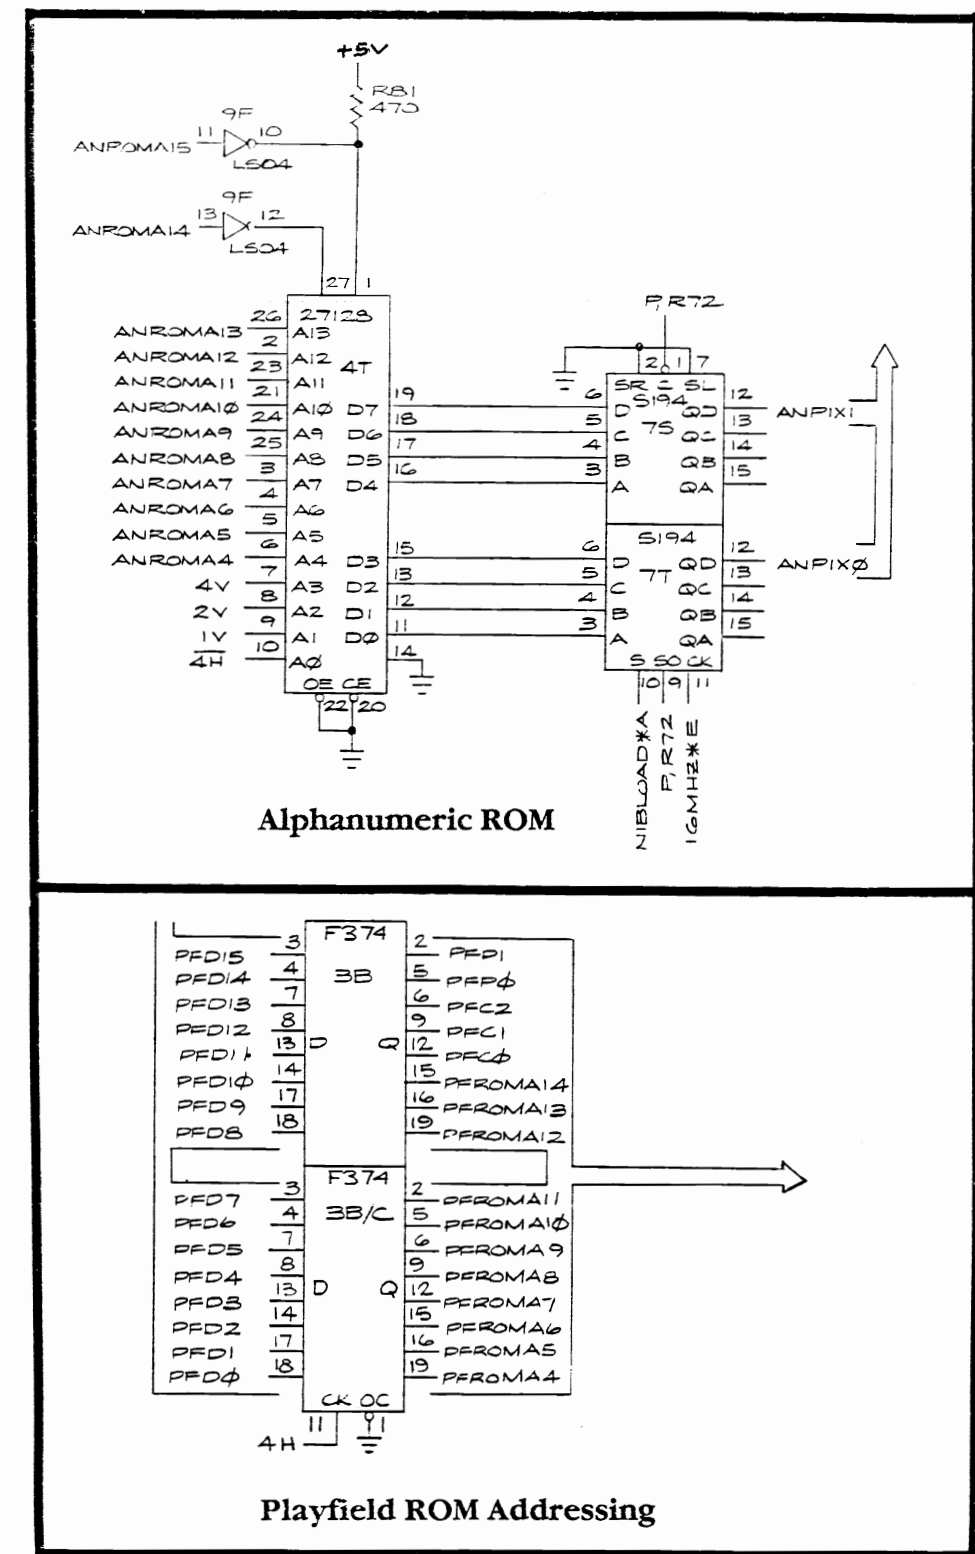 +5V
R81
470
9F
11 10
ANROMA15
LS04
9F
13 12
ANROMA14
LS04
27 1
27128
4T
26 ANROMA13 A13
2 ANROMA12 A12
23 ANROMA11 A11
21 ANROMA10 A10 D7 19
24 ANROMA9 A9 D6 18
25 ANROMA8 A8 D5 17
3 ANROMA7 A7 D4 16
4 ANROMA6 A6
5 ANROMA5 A5
6 ANROMA4 A4 D3 15
7 4V A3 D2 13
8 2V A2 D1 12
9 1V A1 D0 11
10 4H A0 14
OE CE
22 20
P,R72
2 1 7
SR C SL
S194
7S
6 D QD 12 ANPIX1
5 C QC 13
4 B QB 14
3 A QA 15
S194
7T
6 D QD 12 ANPIX0
5 C QC 13
4 B QB 14
3 A QA 15
S SO CK
10 9 11
NIBLOAD*A
P,R72
16MHZ*E
Alphanumeric ROM
F374
3B
PFD15 3 2 PFP1
PFD14 4 5 PFP0
PFD13 7 6 PFC2
PFD12 8 9 PFC1
PFD11 13 D Q 12 PFC0
PFD10 14 15 PFROMA14
PFD9 17 16 PFROMA13
PFD8 18 19 PFROMA12
F374
3B/C
PFD7 3 2 PFROMA11
PFD6 4 5 PFROMA10
PFD5 7 6 PFROMA9
PFD4 8 9 PFROMA8
PFD3 13 D Q 12 PFROMA7
PFD2 14 15 PFROMA6
PFD1 17 16 PFROMA5
PFD0 18 19 PFROMA4
CK OC
11 1
4H
Playfield ROM Addressing